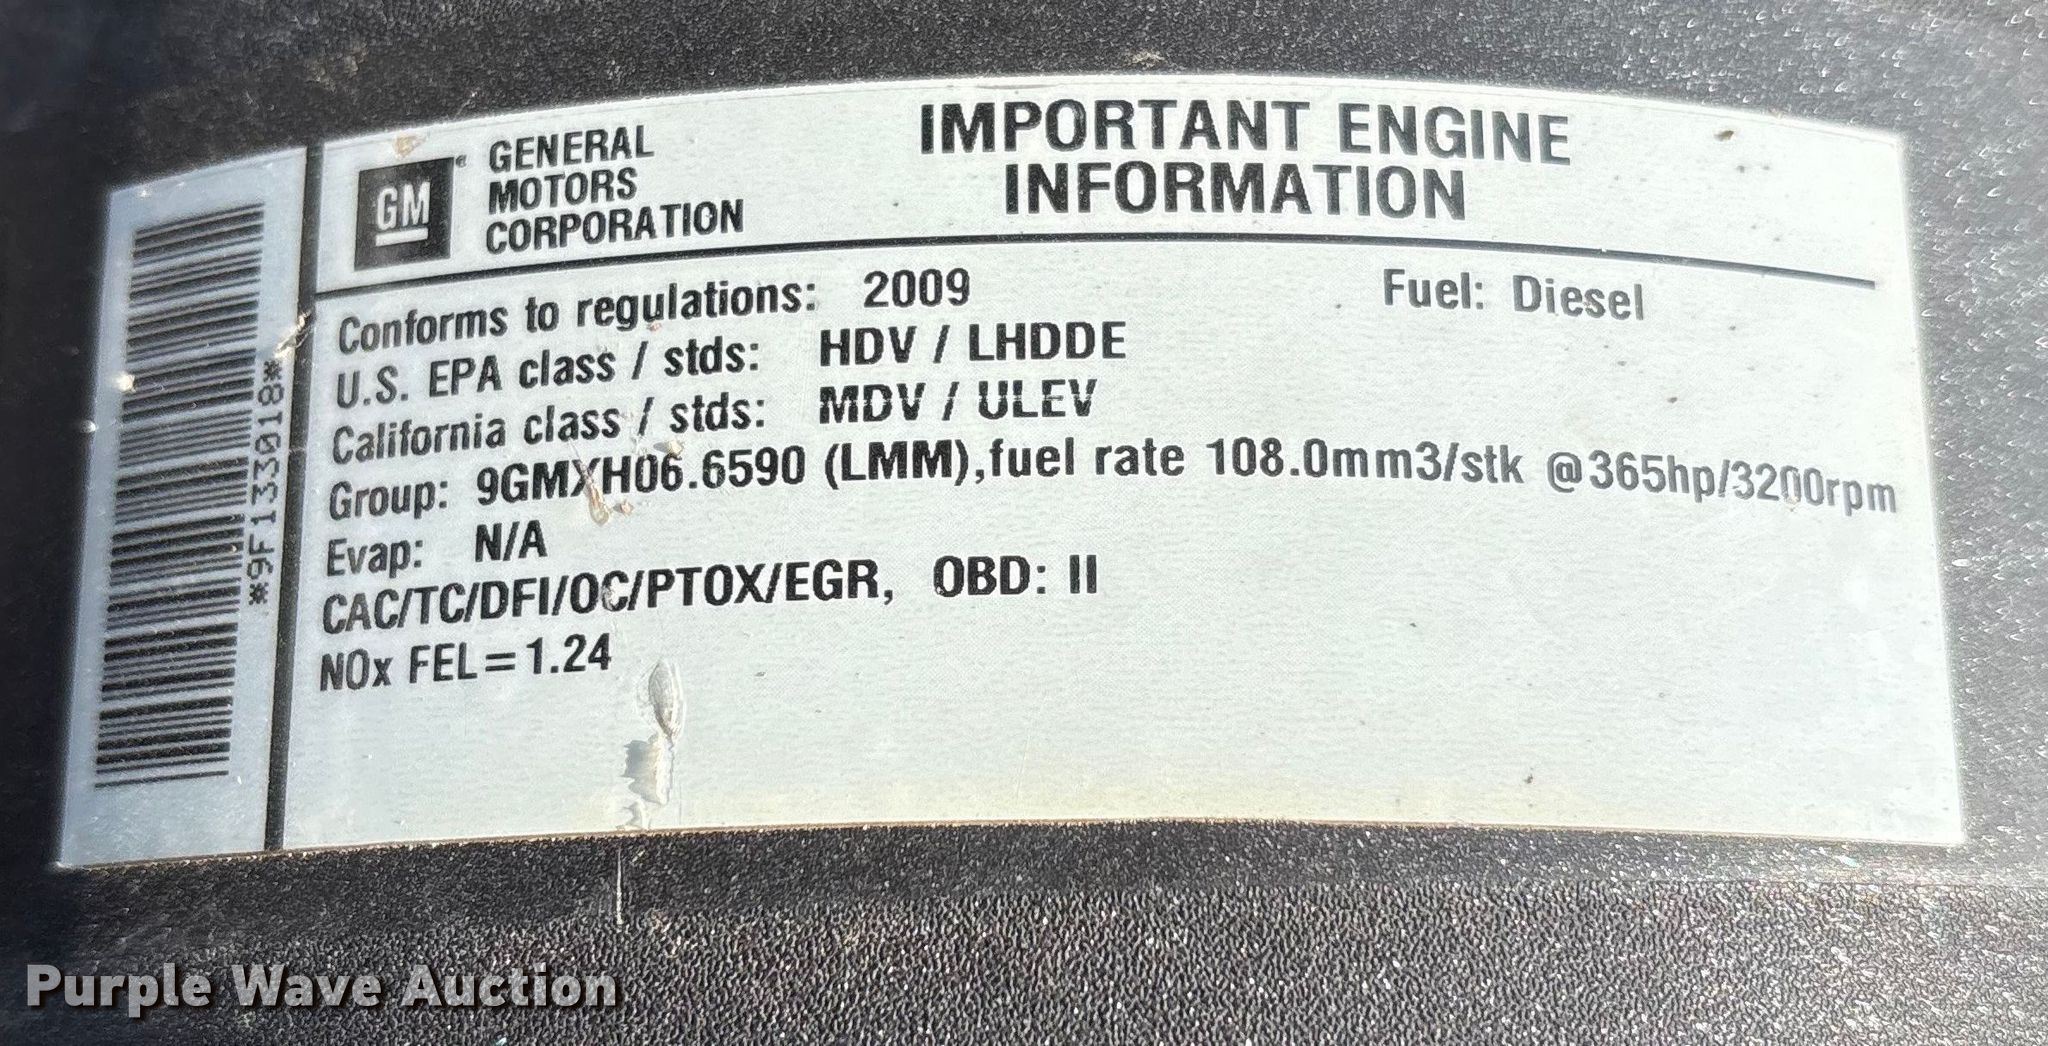 *9F133018*
GM
GENERAL
MOTORS
CORPORATION
IMPORTANT ENGINE
INFORMATION
Conforms to regulations: 2009 Fuel: Diesel
U.S. EPA class / stds: HDV / LHDDE
California class / stds: MDV / ULEV
Group: 9GMXH06.6590 (LMM),fuel rate 108.0mm3/stk @365hp/3200rpm
Evap: N/A
CAC/TC/DFI/OC/PTOX/EGR, OBD: II
NOx FEL=1.24
Purple Wave Auction